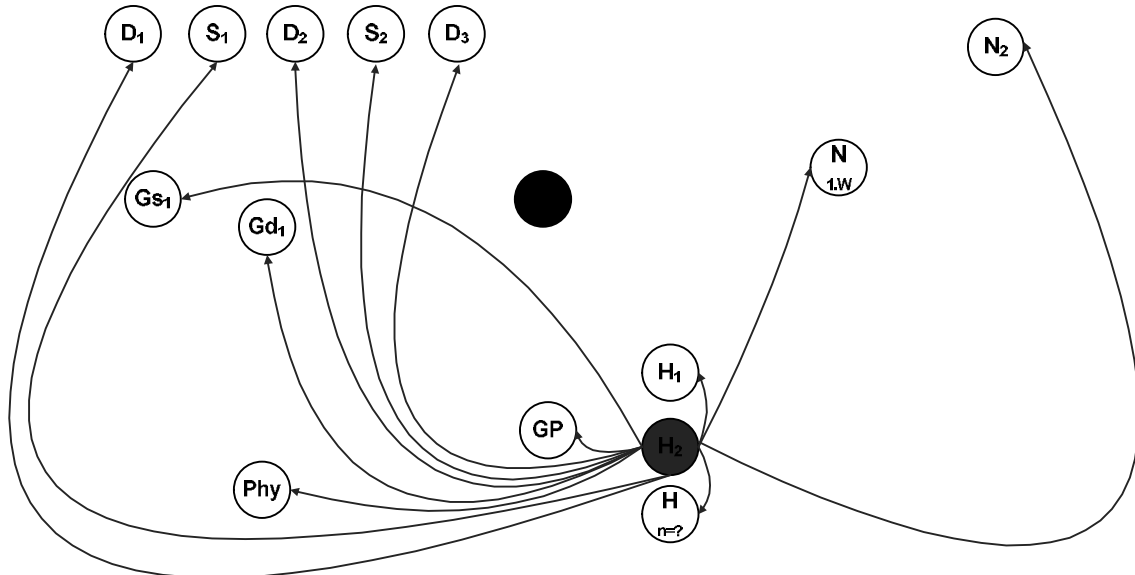 D₁ S₁ D₂ S₂ D₃ N₂
N
1.W
Gs₁
Gd₁
H₁
GP
H₂
Phy
H
n=?